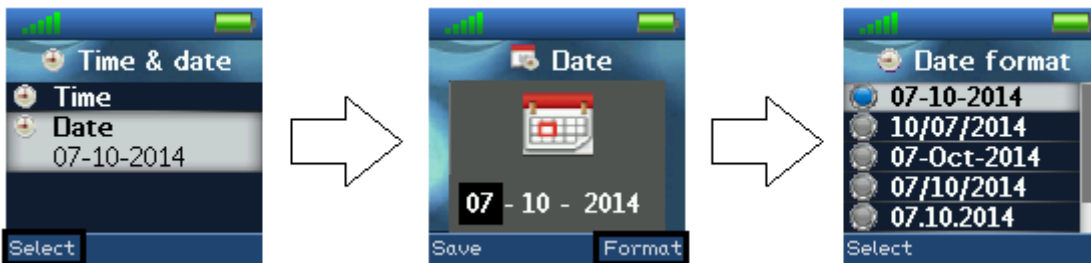 Time & date
Time
Date
07-10-2014
Select
Date
07 - 10 - 2014
Save
Format
Date format
07-10-2014
10/07/2014
07-Oct-2014
07/10/2014
07.10.2014
Select